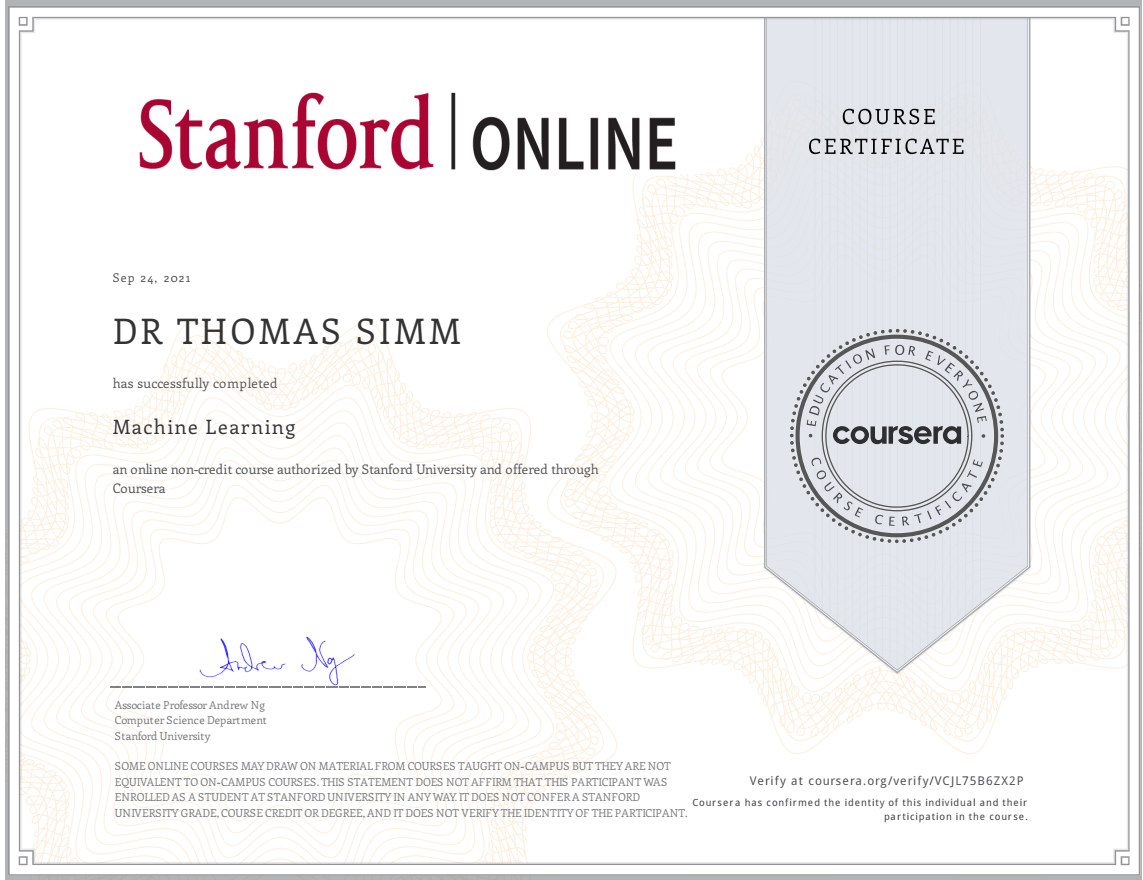 Stanford | ONLINE
COURSE
CERTIFICATE
Sep 24, 2021
DR THOMAS SIMM
has successfully completed
Machine Learning
an online non-credit course authorized by Stanford University and offered through
Coursera
EDUCATION FOR EVERYONE
coursera
COURSE CERTIFICATE
Andrew Ng
Associate Professor Andrew Ng
Computer Science Department
Stanford University
SOME ONLINE COURSES MAY DRAW ON MATERIAL FROM COURSES TAUGHT ON-CAMPUS BUT THEY ARE NOT
EQUIVALENT TO ON-CAMPUS COURSES. THIS STATEMENT DOES NOT AFFIRM THAT THIS PARTICIPANT WAS
ENROLLED AS A STUDENT AT STANFORD UNIVERSITY IN ANY WAY. IT DOES NOT CONFER A STANFORD
UNIVERSITY GRADE, COURSE CREDIT OR DEGREE, AND IT DOES NOT VERIFY THE IDENTITY OF THE PARTICIPANT.
Verify at coursera.org/verify/VCJL75B6ZX2P
Coursera has confirmed the identity of this individual and their
participation in the course.